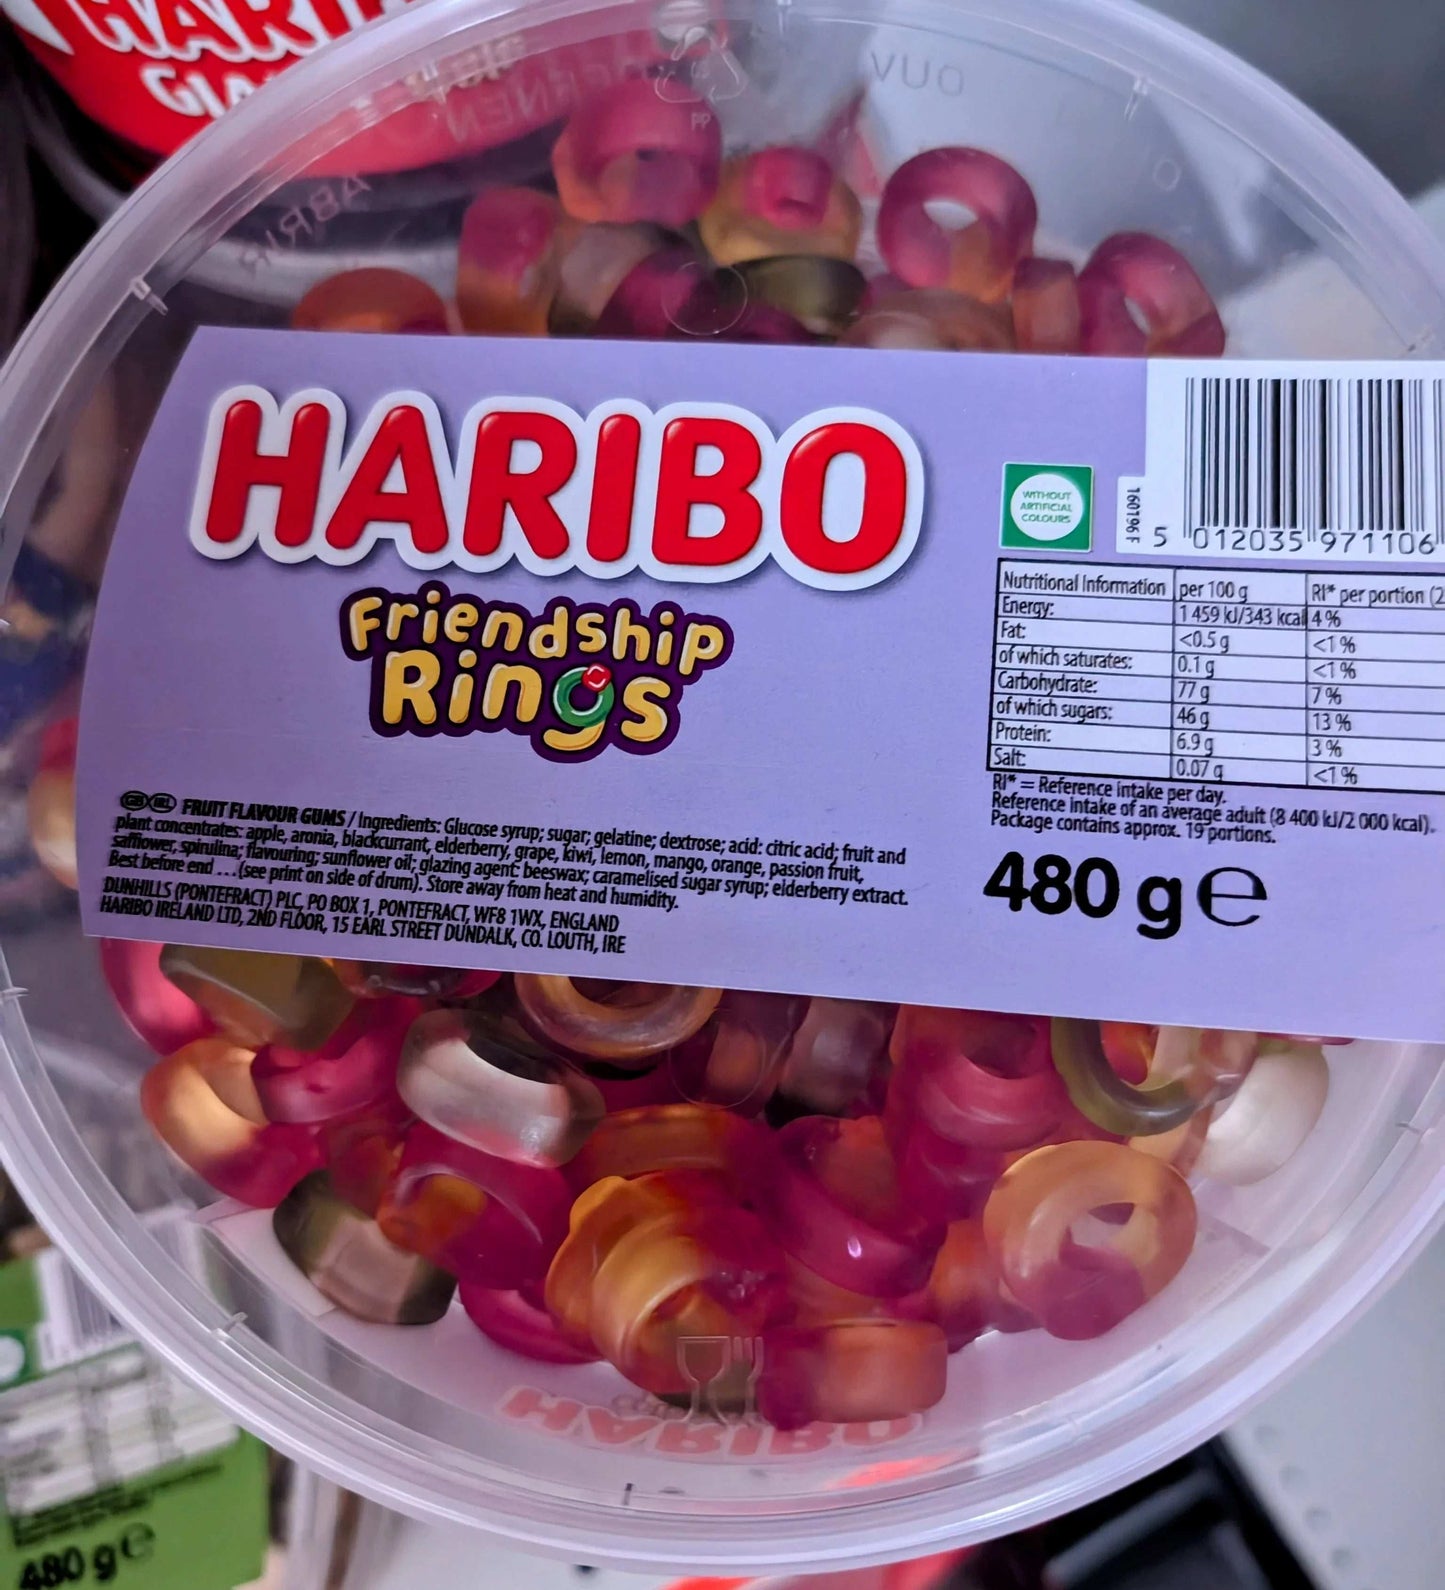 HARIBO
Friendship
Rings
WITHOUT
ARTIFICIAL
COLOURS
160196 F
5 012035 971106
Nutritional Information per 100 g RI* per portion (2
Energy: 1 459 kJ/343 kcal 4 %
Fat: <0.5 g <1 %
of which saturates: 0.1 g <1 %
Carbohydrate: 77 g 7 %
of which sugars: 46 g 13 %
Protein: 6.9 g 3 %
Salt: 0.07 g <1 %
RI* = Reference intake per day.
Reference intake of an average adult (8 400 kJ/2 000 kcal).
Package contains approx. 19 portions.
480 g e
GB IRL FRUIT FLAVOUR GUMS / Ingredients: Glucose syrup; sugar; gelatine; dextrose; acid: citric acid; fruit and
plant concentrates: apple, aronia, blackcurrant, elderberry, grape, kiwi, lemon, mango, orange, passion fruit,
safflower, spirulina; flavouring; sunflower oil; glazing agent: beeswax; caramelised sugar syrup; elderberry extract.
Best before end ... (see print on side of drum). Store away from heat and humidity.
DUNHILLS (PONTEFRACT) PLC, PO BOX 1, PONTEFRACT, WF8 1WX, ENGLAND
HARIBO IRELAND LTD, 2ND FLOOR, 15 EARL STREET DUNDALK, CO. LOUTH, IRE
PP
HARIBO
480 g e